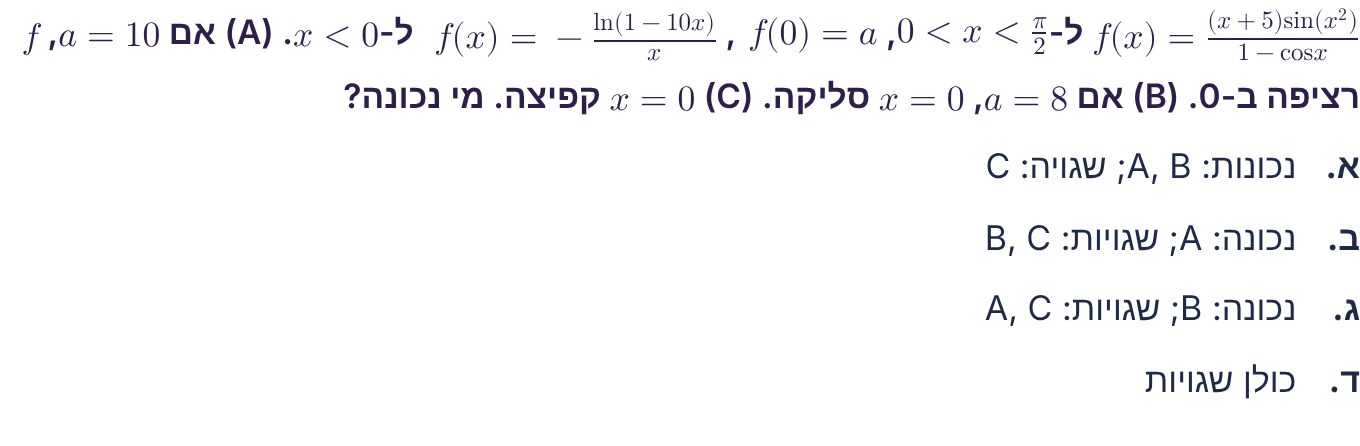 $f(x) = \frac{(x+5)\sin(x^2)}{1-\cos x}$ ל-$0 < x < \frac{\pi}{2}$, $f(0) = a$, $f(x) = -\frac{\ln(1-10x)}{x}$ ל-$x < 0$. (A) אם $a = 10$, $f$
רציפה ב-0. (B) אם $a = 8$, $x = 0$ סליקה. (C) $x = 0$ קפיצה. מי נכונה?
א. נכונות: A, B; שגויה: C
ב. נכונה: A; שגויות: B, C
ג. נכונה: B; שגויות: A, C
ד. כולן שגויות